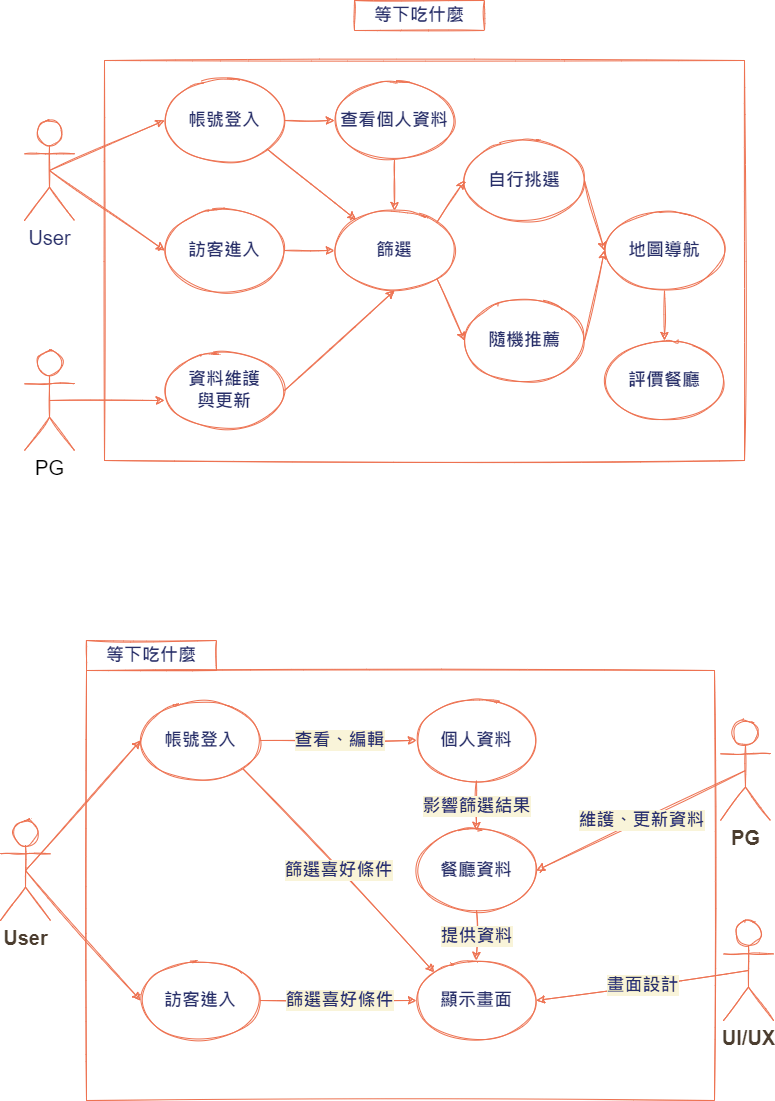 等下吃什麼
帳號登入
查看個人資料
自行挑選
User
訪客進入
篩選
地圖導航
隨機推薦
資料維護
與更新
評價餐廳
PG
等下吃什麼
帳號登入
查看、編輯
個人資料
影響篩選結果
維護、更新資料
PG
篩選喜好條件
餐廳資料
User
提供資料
訪客進入
篩選喜好條件
顯示畫面
畫面設計
UI/UX